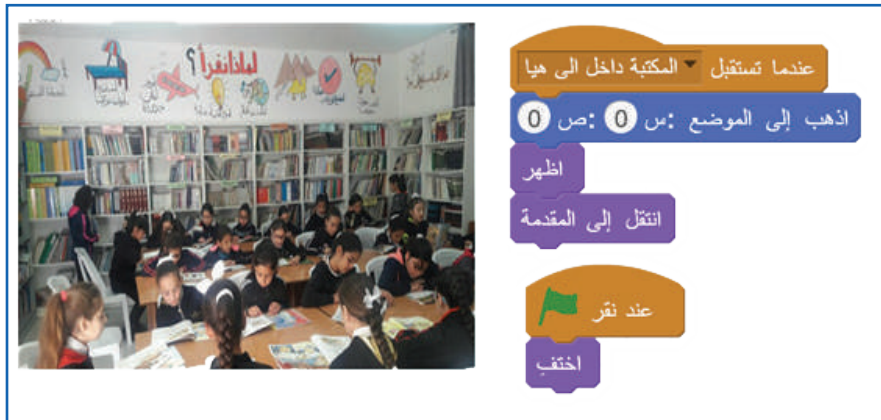 لماذا نقرأ ؟
عندما تستقبل المكتبة داخل الى هيا
اذهب إلى الموضع س: 0 ص: 0
اظهر
انتقل إلى المقدمة
عند نقر
اختفِ